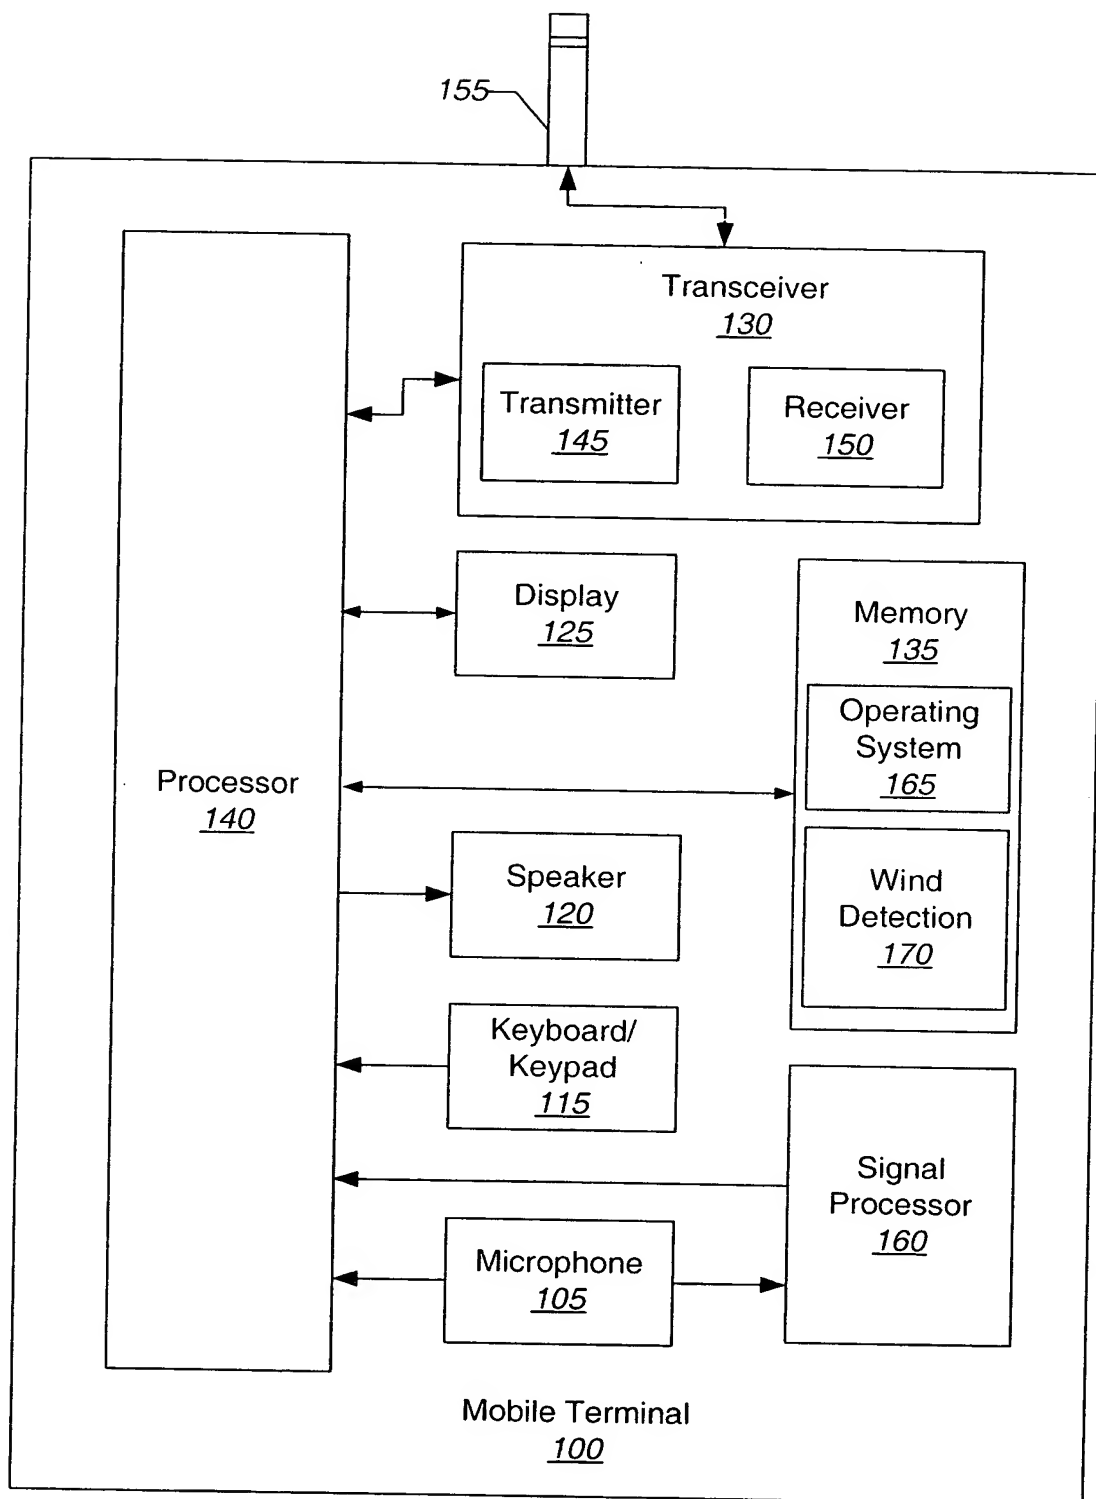 155
Transceiver
130
Transmitter
145
Receiver
150
Display
125
Memory
135
Operating
System
165
Processor
140
Speaker
120
Wind
Detection
170
Keyboard/
Keypad
115
Signal
Processor
160
Microphone
105
Mobile Terminal
100